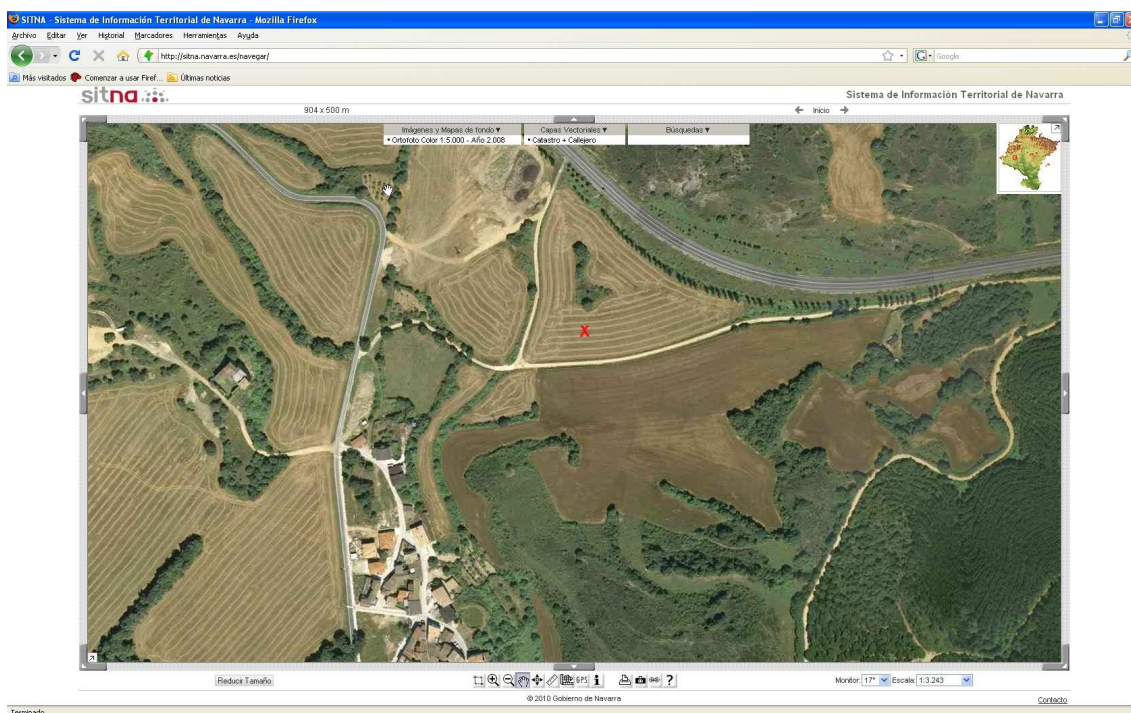 SITNA - Sistema de Información Territorial de Navarra - Mozilla Firefox
Archivo Editar Ver Historial Marcadores Herramientas Ayuda
http://sitna.navarra.es/navegar/
Google
Más visitados Comenzar a usar Firef... Últimas noticias
sitna
Sistema de Información Territorial de Navarra
904 x 500 m
Inicio
Imágenes y Mapas de fondo ▼ Capas Vectoriales ▼ Búsquedas ▼
• Ortofoto Color 1:5.000 - Año 2.008 • Catastro + Callejero
X
Reducir Tamaño
GPS i ?
Monitor: 17" Escala: 1:3.243
© 2010 Gobierno de Navarra
Contacto
Terminado